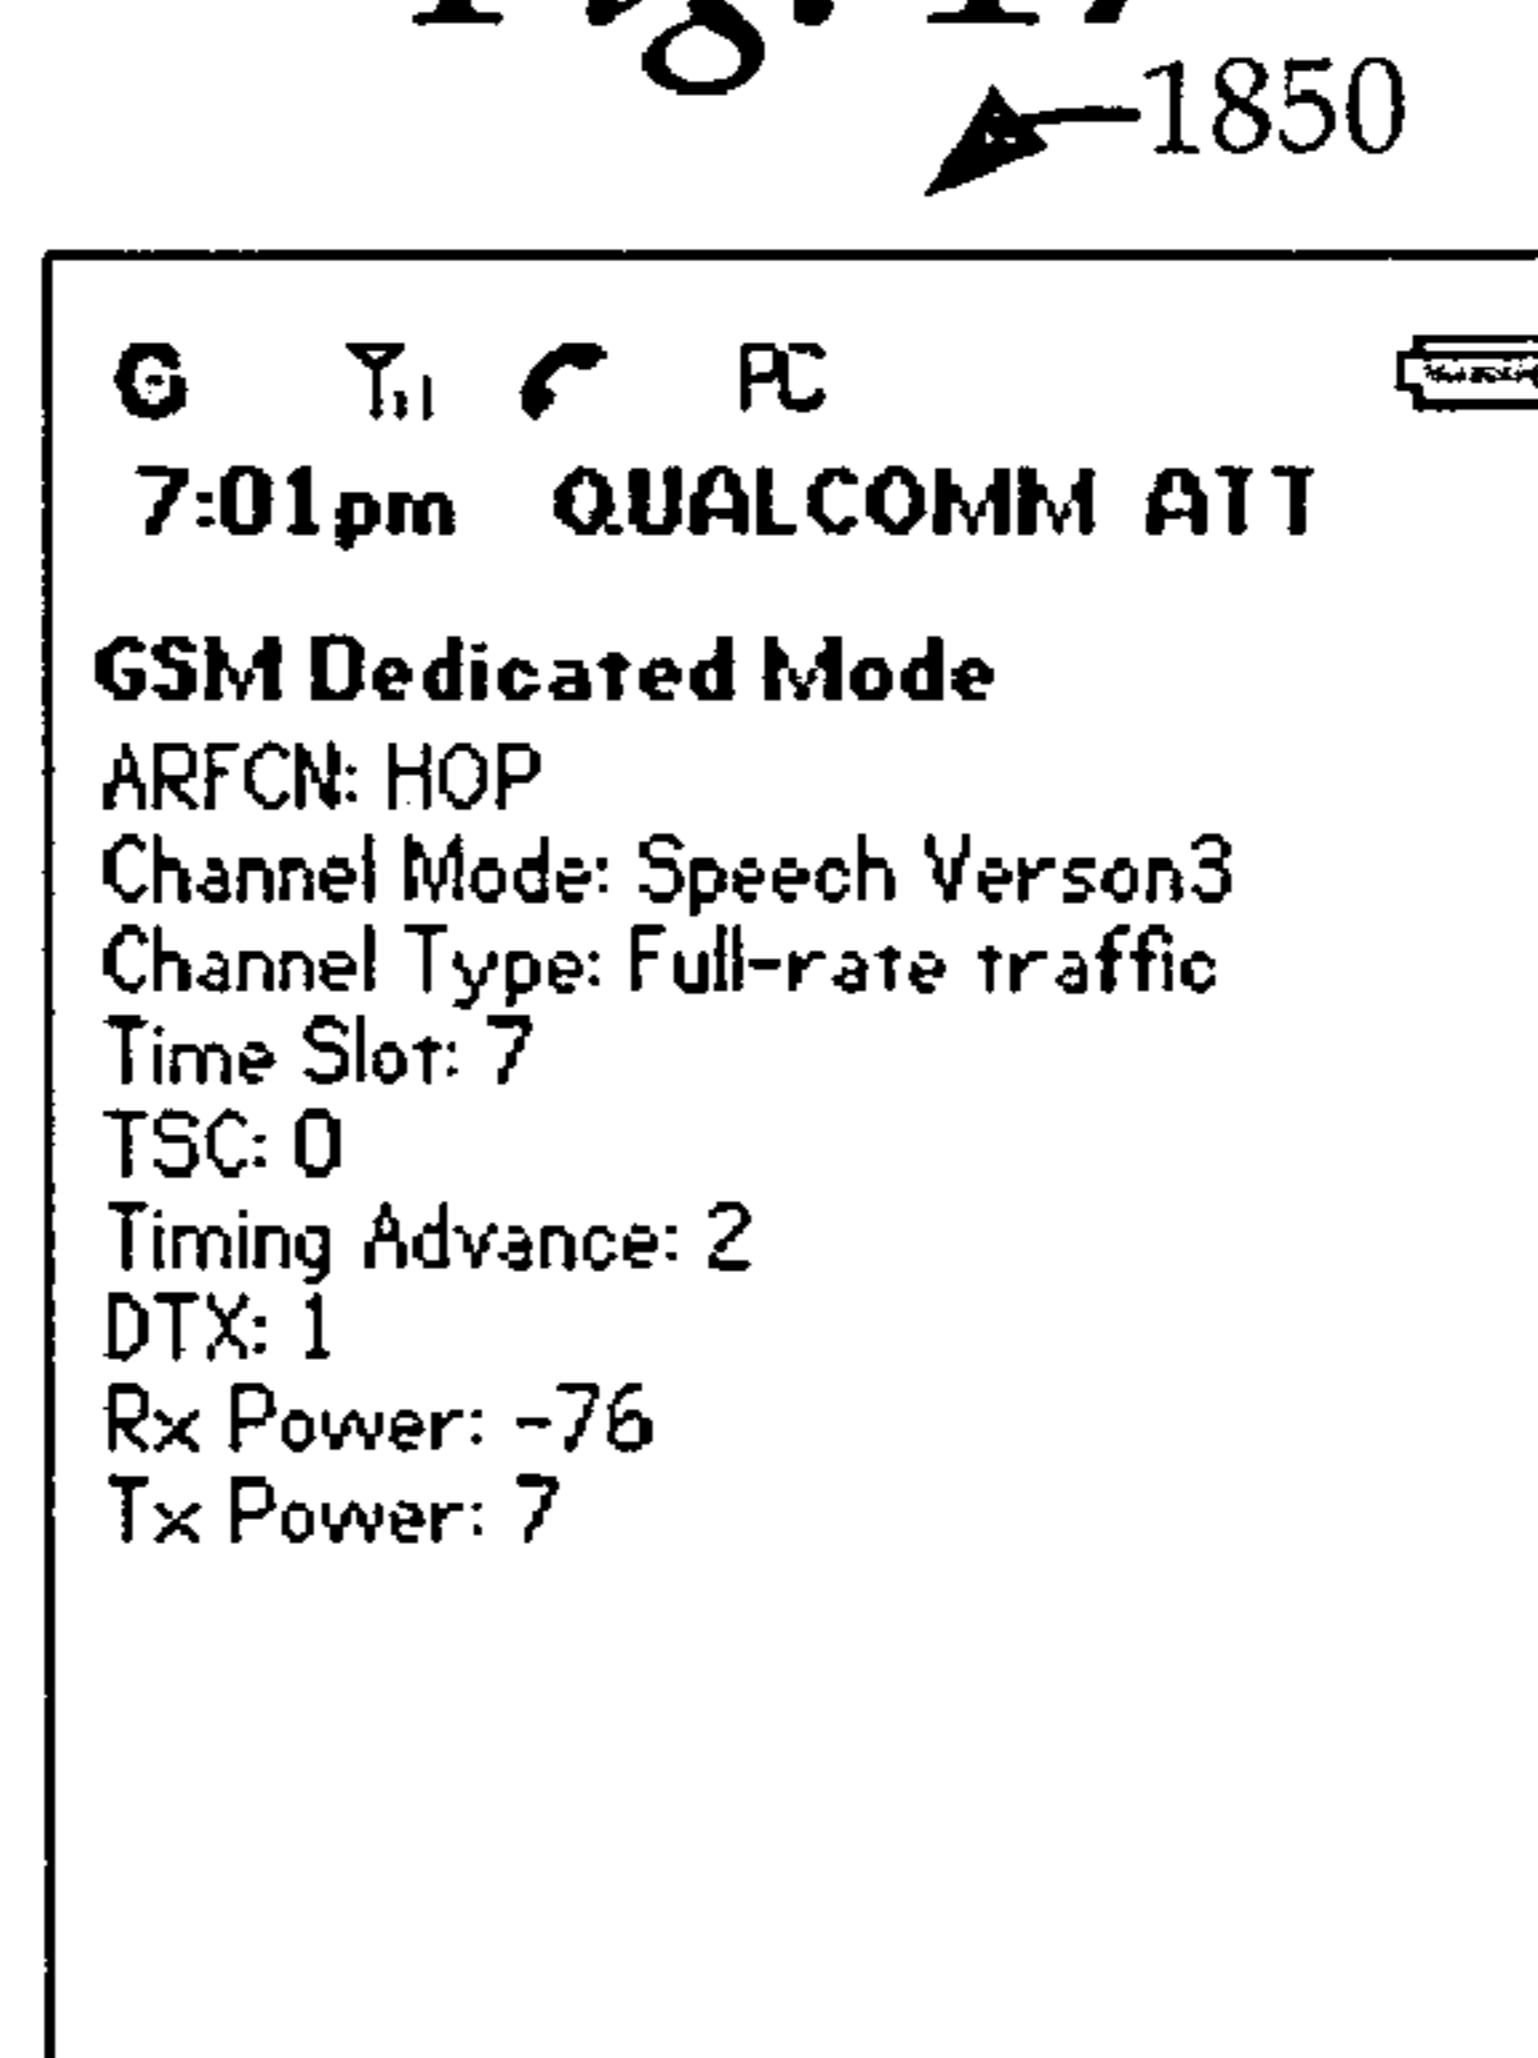 1850
PC
7:01pm QUALCOMM ATT
GSM Dedicated Mode
ARFCN: HOP
Channel Mode: Speech Verson3
Channel Type: Full-rate traffic
Time Slot: 7
TSC: 0
Timing Advance: 2
DTX: 1
Rx Power: -76
Tx Power: 7